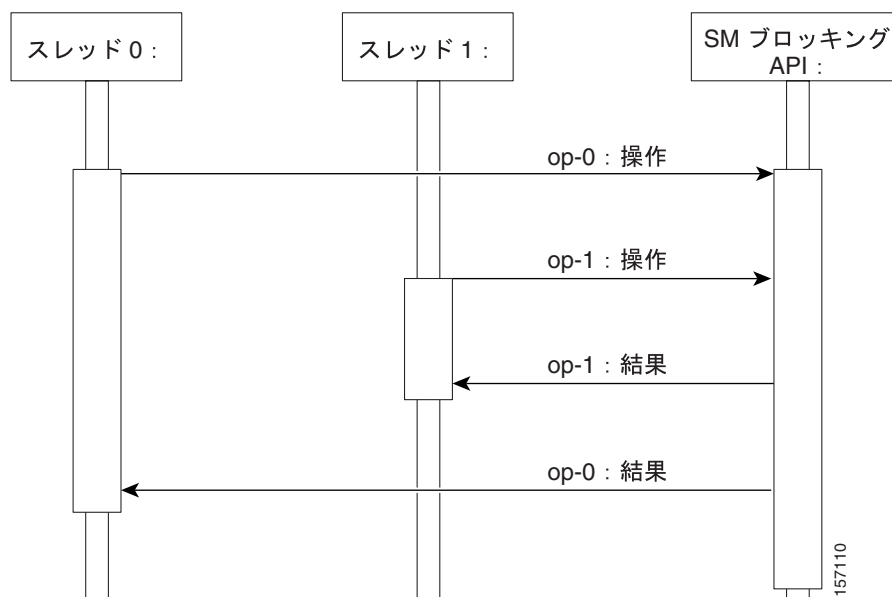 スレッド 0 :
スレッド 1 :
SM ブロッキング
API :
op-0 : 操作
op-1 : 操作
op-1 : 結果
op-0 : 結果
157110